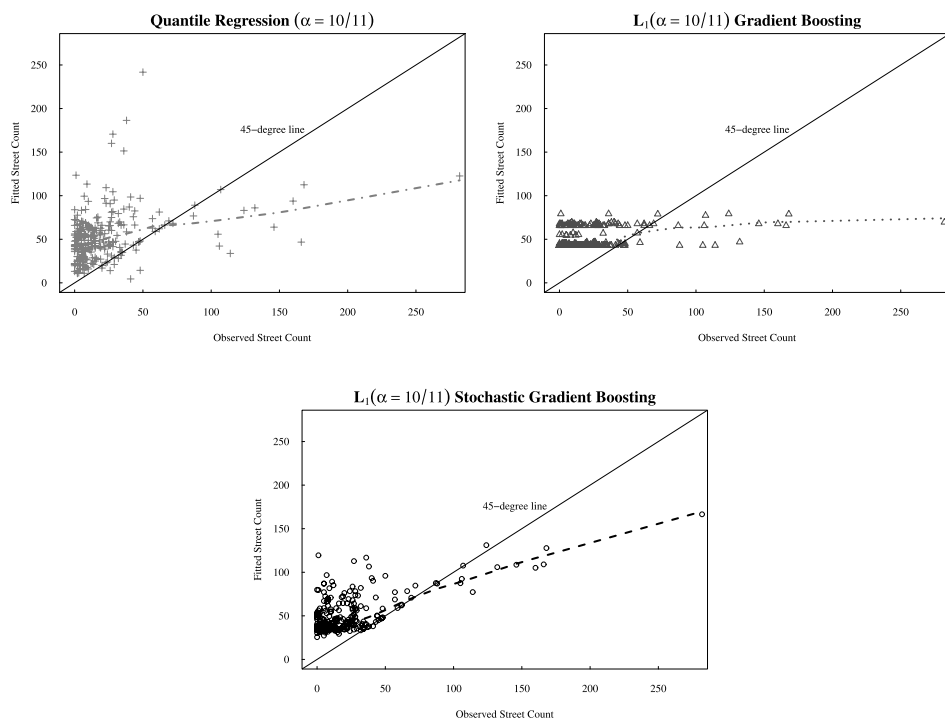 Quantile Regression (α = 10/11)
250
200
150
100
50
0
45−degree line
Fitted Street Count
0 50 100 150 200 250
Observed Street Count
L₁(α = 10/11) Gradient Boosting
250
200
150
100
50
0
45−degree line
Fitted Street Count
0 50 100 150 200 250
Observed Street Count
L₁(α = 10/11) Stochastic Gradient Boosting
250
200
150
100
50
0
45−degree line
Fitted Street Count
0 50 100 150 200 250
Observed Street Count